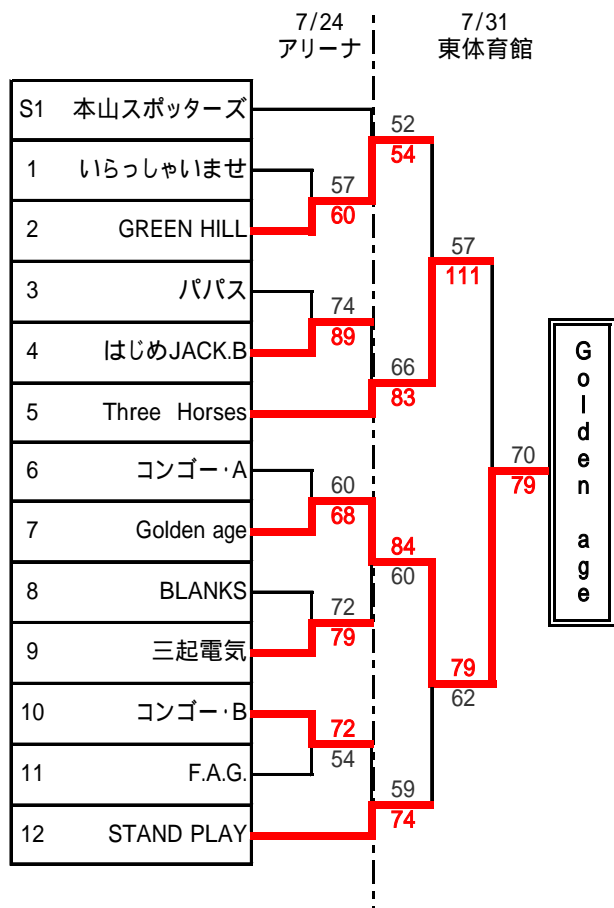 7/24
アリーナ
7/31
東体育館
S1 本山スポッターズ
1 いらっしゃいませ
2 GREEN HILL
3 パパス
4 はじめJACK.B
5 Three Horses
6 コンゴー・A
7 Golden age
8 BLANKS
9 三起電気
10 コンゴー・B
11 F.A.G.
12 STAND PLAY
57
60
74
89
60
68
72
79
72
54
52
54
66
83
84
60
59
74
57
111
79
62
70
79
Golden age